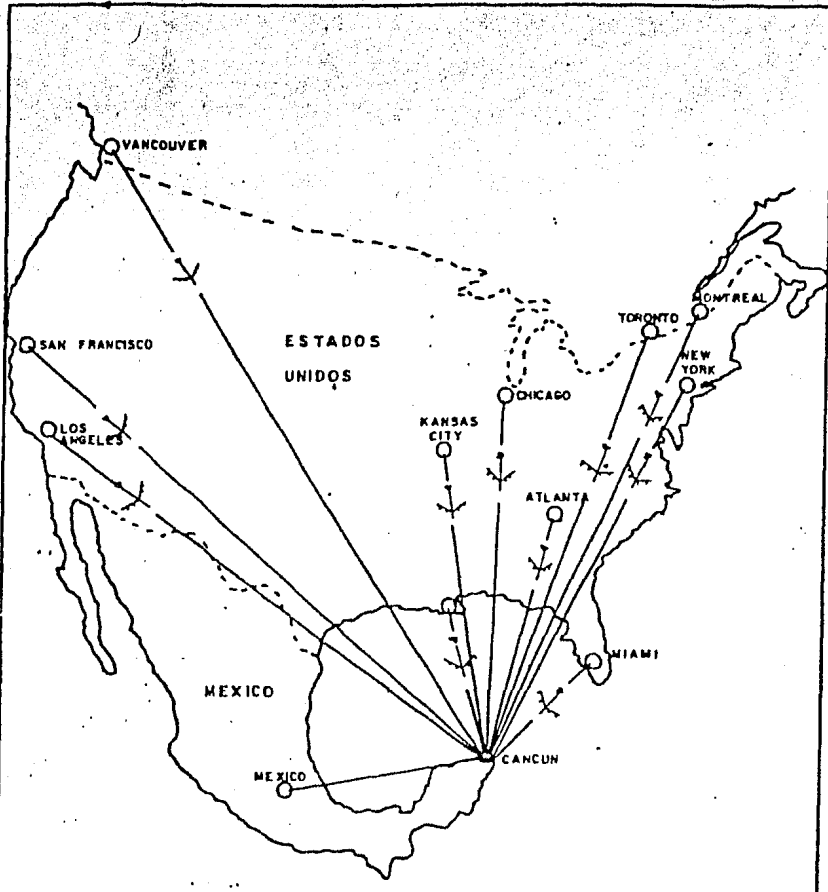 VANCOUVER
SAN FRANCISCO
ESTADOS
UNIDOS
TORONTO
MONTREAL
NEW
YORK
CHICAGO
LOS
ANGELES
KANSAS
CITY
ATLANTA
MIAMI
MEXICO
CANCUN
MEXICO